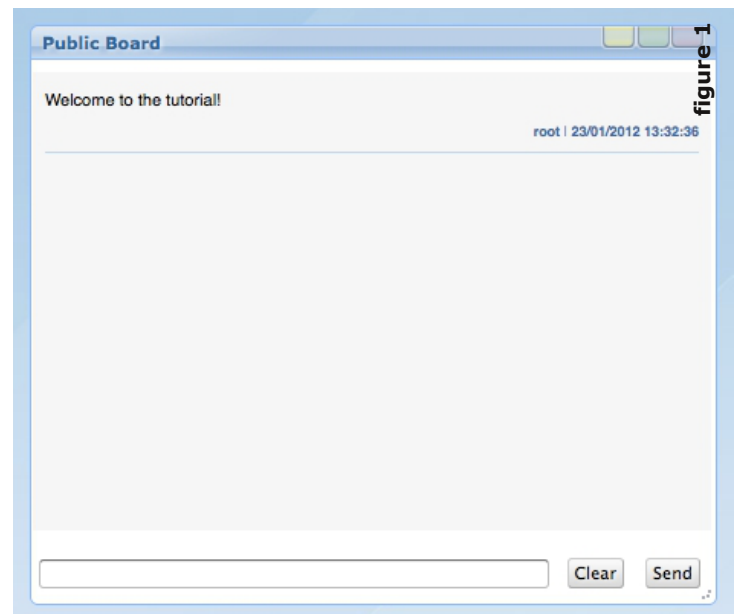 Public Board
figure 1
Welcome to the tutorial!
root | 23/01/2012 13:32:36
Clear
Send